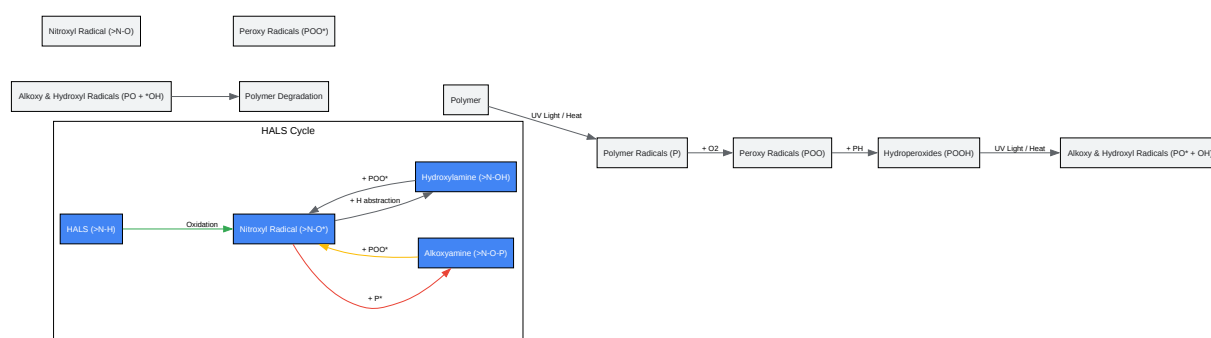 Nitroxyl Radical (>N-O)
Peroxy Radicals (POO*)
Alkoxy & Hydroxyl Radicals (PO + *OH)
Polymer Degradation
Polymer
UV Light / Heat
Polymer Radicals (P)
+ O2
Peroxy Radicals (POO)
+ PH
Hydroperoxides (POOH)
UV Light / Heat
Alkoxy & Hydroxyl Radicals (PO* + OH)
HALS Cycle
+ POO*
Hydroxylamine (>N-OH)
+ H abstraction
HALS (>N-H)
Oxidation
Nitroxyl Radical (>N-O*)
+ POO*
Alkoxyamine (>N-O-P)
+ P*